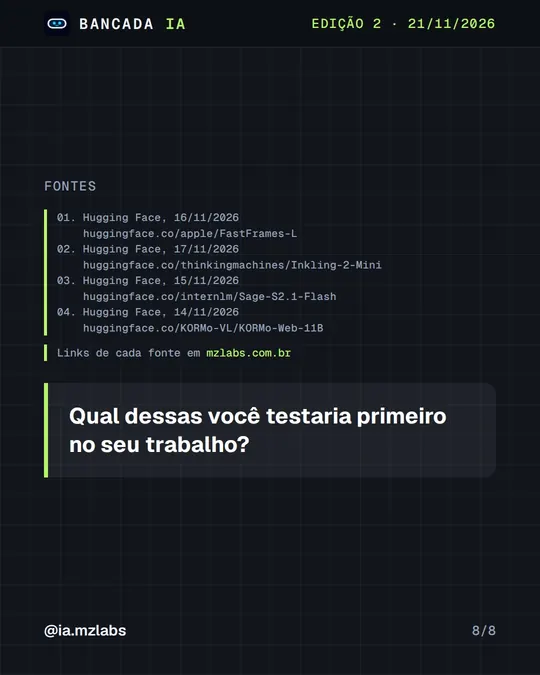 BANCADA IA
EDIÇÃO 2 · 21/11/2026
FONTES
01. Hugging Face, 16/11/2026
huggingface.co/apple/FastFrames-L
02. Hugging Face, 17/11/2026
huggingface.co/thinkingmachines/Inkling-2-Mini
03. Hugging Face, 15/11/2026
huggingface.co/internlm/Sage-S2.1-Flash
04. Hugging Face, 14/11/2026
huggingface.co/KORMo-VL/KORMo-Web-11B
Links de cada fonte em mzlabs.com.br
Qual dessas você testaria primeiro
no seu trabalho?
@ia.mzlabs
8/8